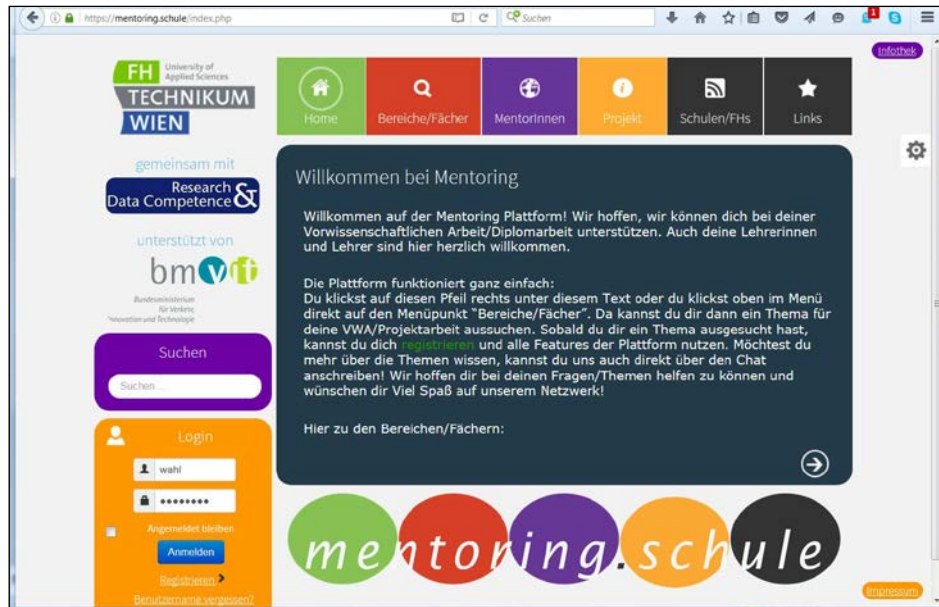 https://mentoring.schule/index.php
Suchen
1
Infothek
FH University of
Applied Sciences
TECHNIKUM
WIEN
Home
Bereiche/Fächer
MentorInnen
Projekt
Schulen/FHs
Links
gemeinsam mit
Research &
Data Competence
unterstützt von
bmvit
Bundesministerium
für Verkehr,
Innovation und Technologie
Suchen
Suchen ...
Login
wahl
Angemeldet bleiben
Anmelden
Registrieren
Benutzername vergessen?
Willkommen bei Mentoring
Willkommen auf der Mentoring Plattform! Wir hoffen, wir können dich bei deiner
Vorwissenschaftlichen Arbeit/Diplomarbeit unterstützen. Auch deine Lehrerinnen
und Lehrer sind hier herzlich willkommen.
Die Plattform funktioniert ganz einfach:
Du klickst auf diesen Pfeil rechts unter diesem Text oder du klickst oben im Menü
direkt auf den Menüpunkt "Bereiche/Fächer". Da kannst du dir dann ein Thema für
deine VWA/Projektarbeit aussuchen. Sobald du dir ein Thema ausgesucht hast,
kannst du dich registrieren und alle Features der Plattform nutzen. Möchtest du
mehr über die Themen wissen, kannst du uns auch direkt über den Chat
anschreiben! Wir hoffen dir bei deinen Fragen/Themen helfen zu können und
wünschen dir Viel Spaß auf unserem Netzwerk!
Hier zu den Bereichen/Fächern:
mentoring.schule
Impressum